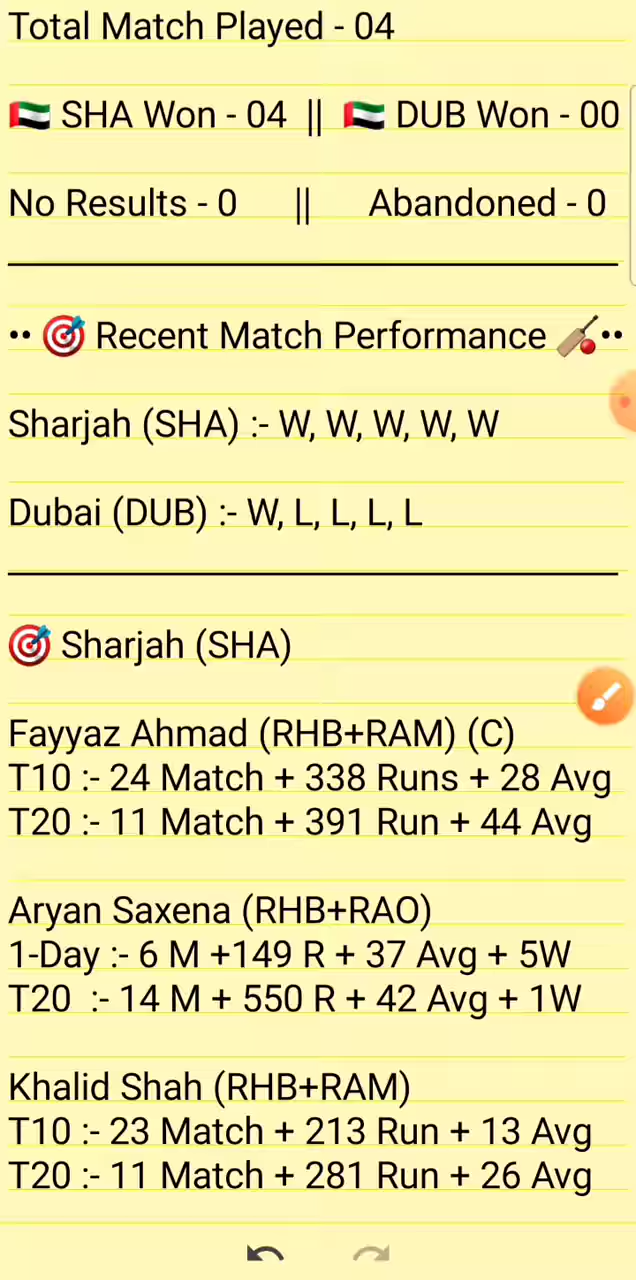 Total Match Played - 04
🇦🇪 SHA Won - 04 || 🇦🇪 DUB Won - 00
No Results - 0 || Abandoned - 0
•• 🎯 Recent Match Performance 🏏••
Sharjah (SHA) :- W, W, W, W, W
Dubai (DUB) :- W, L, L, L, L
🎯 Sharjah (SHA)
Fayyaz Ahmad (RHB+RAM) (C)
T10 :- 24 Match + 338 Runs + 28 Avg
T20 :- 11 Match + 391 Run + 44 Avg
Aryan Saxena (RHB+RAO)
1-Day :- 6 M +149 R + 37 Avg + 5W
T20  :- 14 M + 550 R + 42 Avg + 1W
Khalid Shah (RHB+RAM)
T10 :- 23 Match + 213 Run + 13 Avg
T20 :- 11 Match + 281 Run + 26 Avg